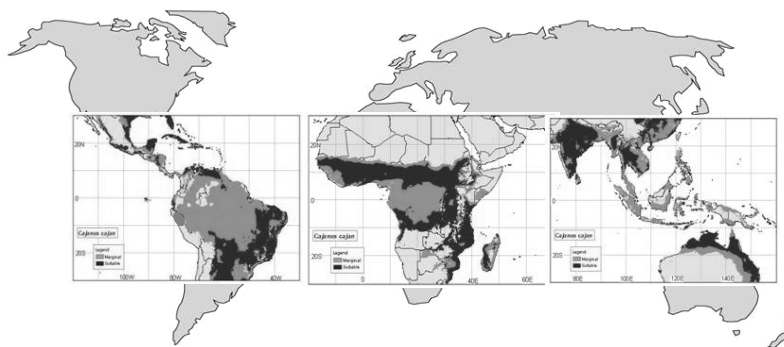 20N
0
20S
Cajanus cajan
Legend
Marginal
Suitable
100W
80W
40W
20N
0
20S
Cajanus cajan
Legend
Marginal
Suitable
40E
60E
20N
0
20S
Cajanus cajan
Legend
Marginal
Suitable
80E
100E
120E
140E